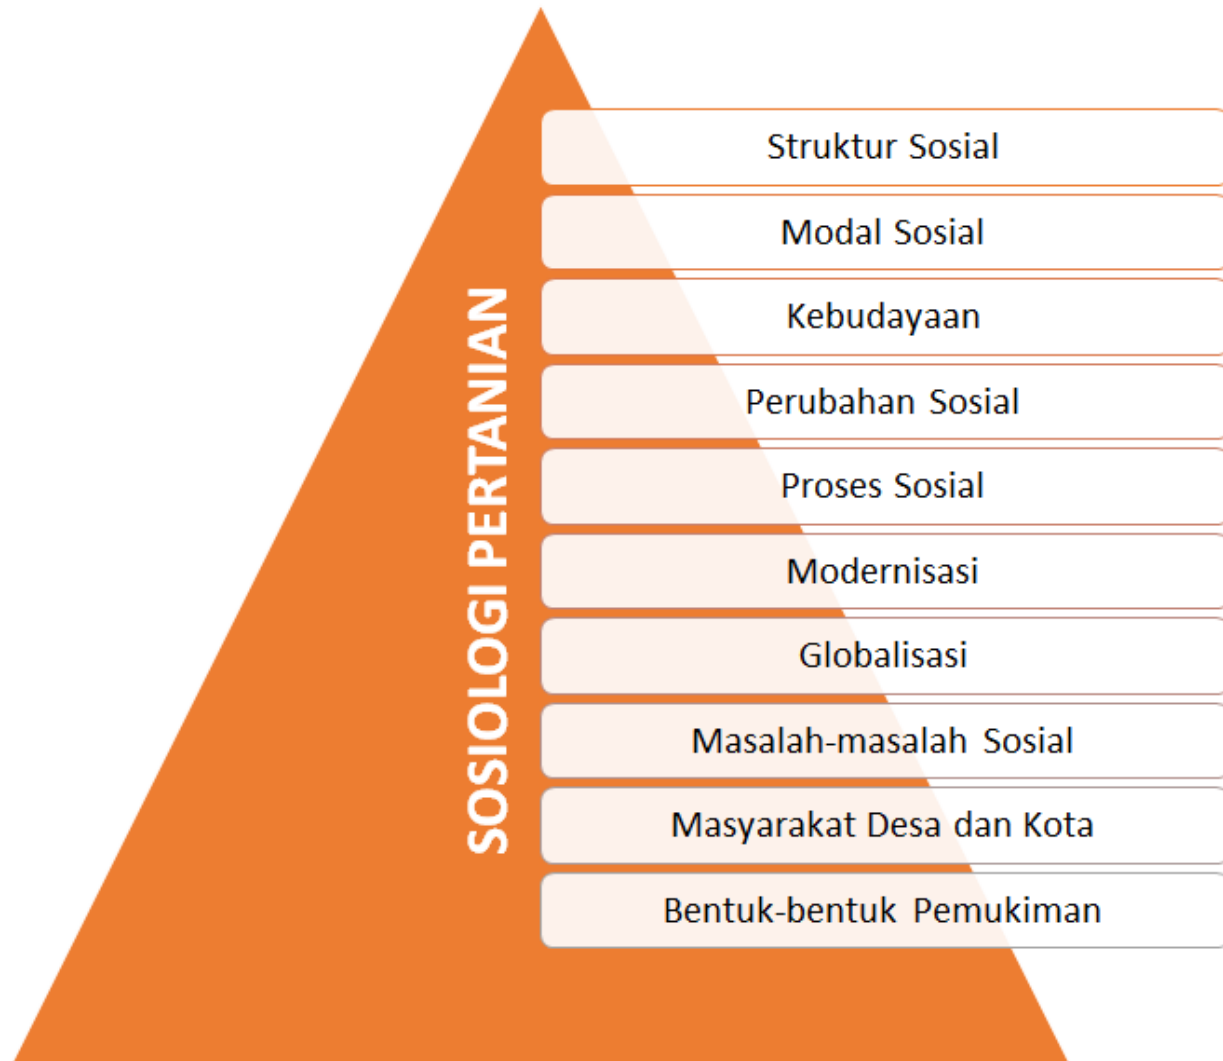 SOSIOLOGI PERTANIAN
Struktur Sosial
Modal Sosial
Kebudayaan
Perubahan Sosial
Proses Sosial
Modernisasi
Globalisasi
Masalah-masalah Sosial
Masyarakat Desa dan Kota
Bentuk-bentuk Pemukiman